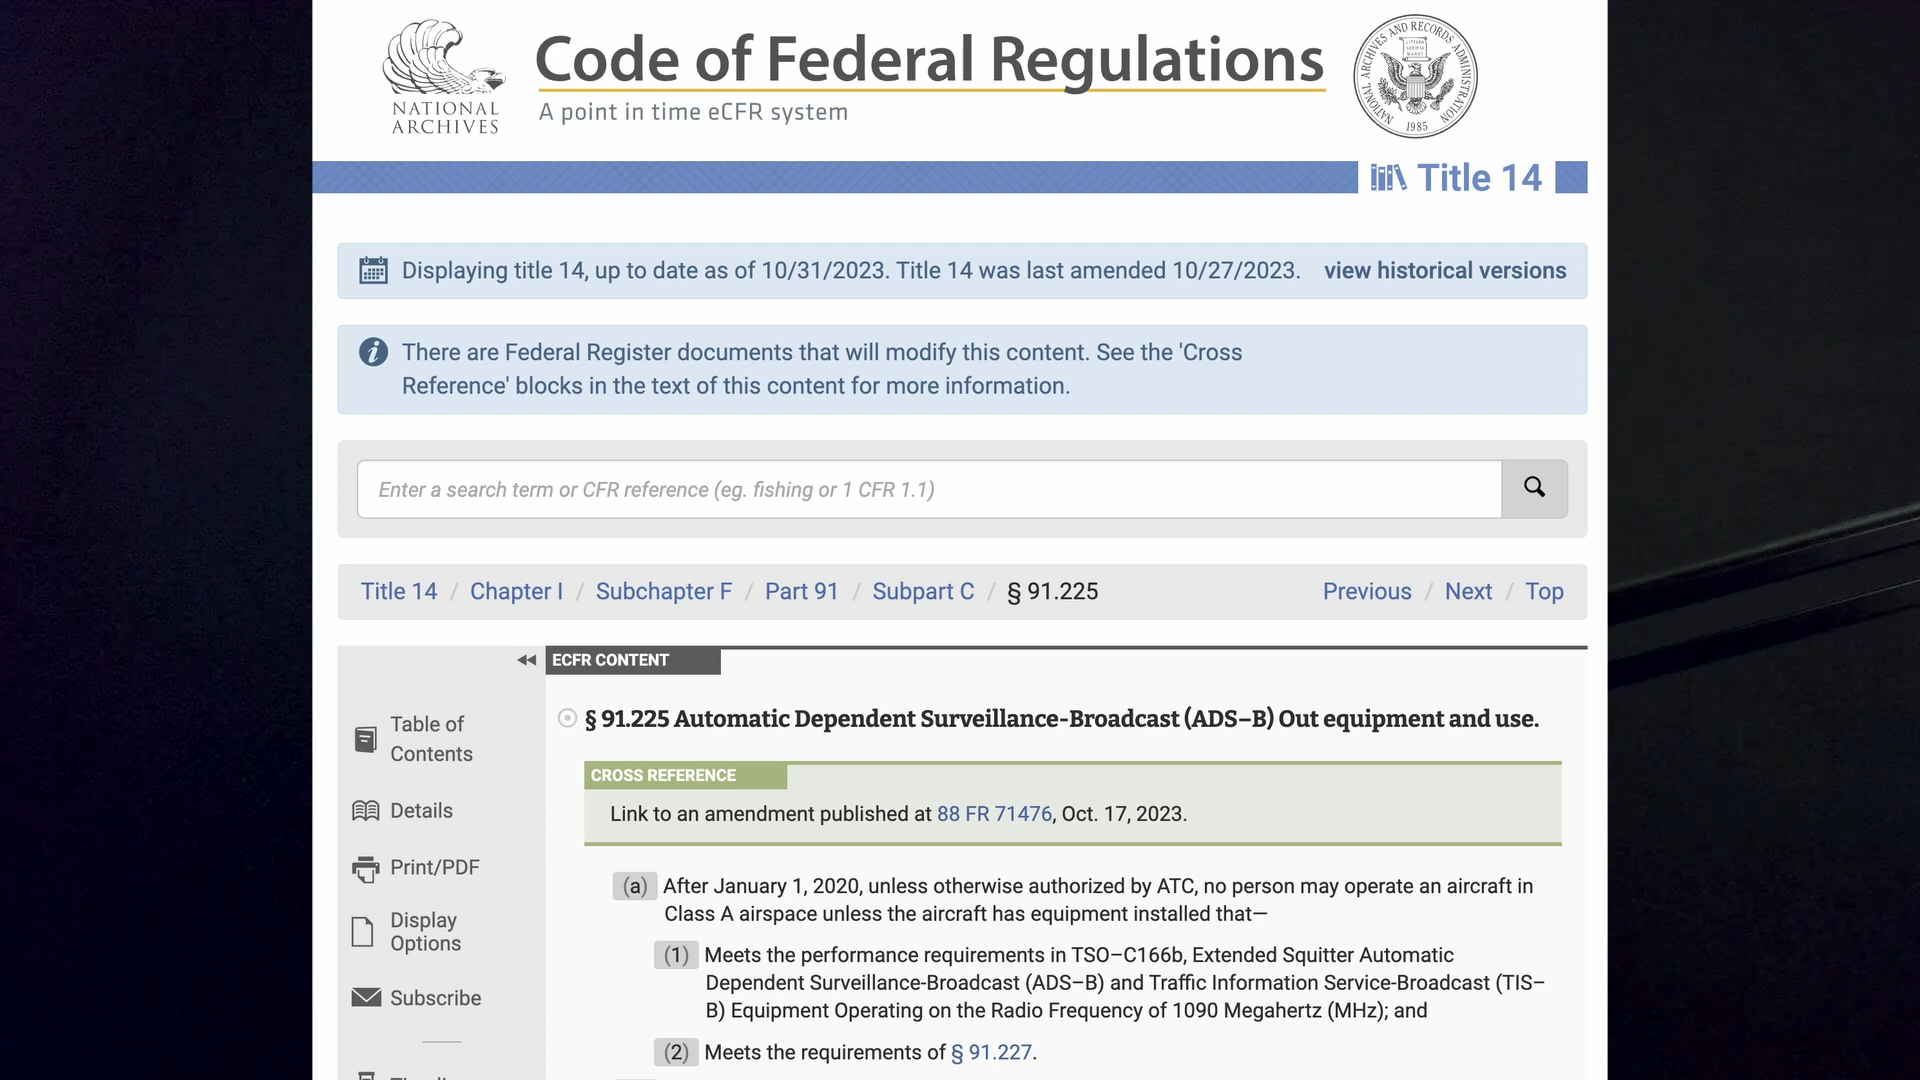 NATIONAL
ARCHIVES
Code of Federal Regulations
A point in time eCFR system
NATIONAL ARCHIVES AND RECORDS ADMINISTRATION
LITTERA
SCRIPTA
MANET
1985
Title 14
Displaying title 14, up to date as of 10/31/2023. Title 14 was last amended 10/27/2023. view historical versions
There are Federal Register documents that will modify this content. See the 'Cross
Reference' blocks in the text of this content for more information.
Enter a search term or CFR reference (eg. fishing or 1 CFR 1.1)
Title 14 / Chapter I / Subchapter F / Part 91 / Subpart C / § 91.225 Previous / Next / Top
ECFR CONTENT
Table of
Contents
Details
Print/PDF
Display
Options
Subscribe
§ 91.225 Automatic Dependent Surveillance-Broadcast (ADS–B) Out equipment and use.
CROSS REFERENCE
Link to an amendment published at 88 FR 71476, Oct. 17, 2023.
(a) After January 1, 2020, unless otherwise authorized by ATC, no person may operate an aircraft in
Class A airspace unless the aircraft has equipment installed that—
(1) Meets the performance requirements in TSO–C166b, Extended Squitter Automatic
Dependent Surveillance-Broadcast (ADS–B) and Traffic Information Service-Broadcast (TIS–
B) Equipment Operating on the Radio Frequency of 1090 Megahertz (MHz); and
(2) Meets the requirements of § 91.227.